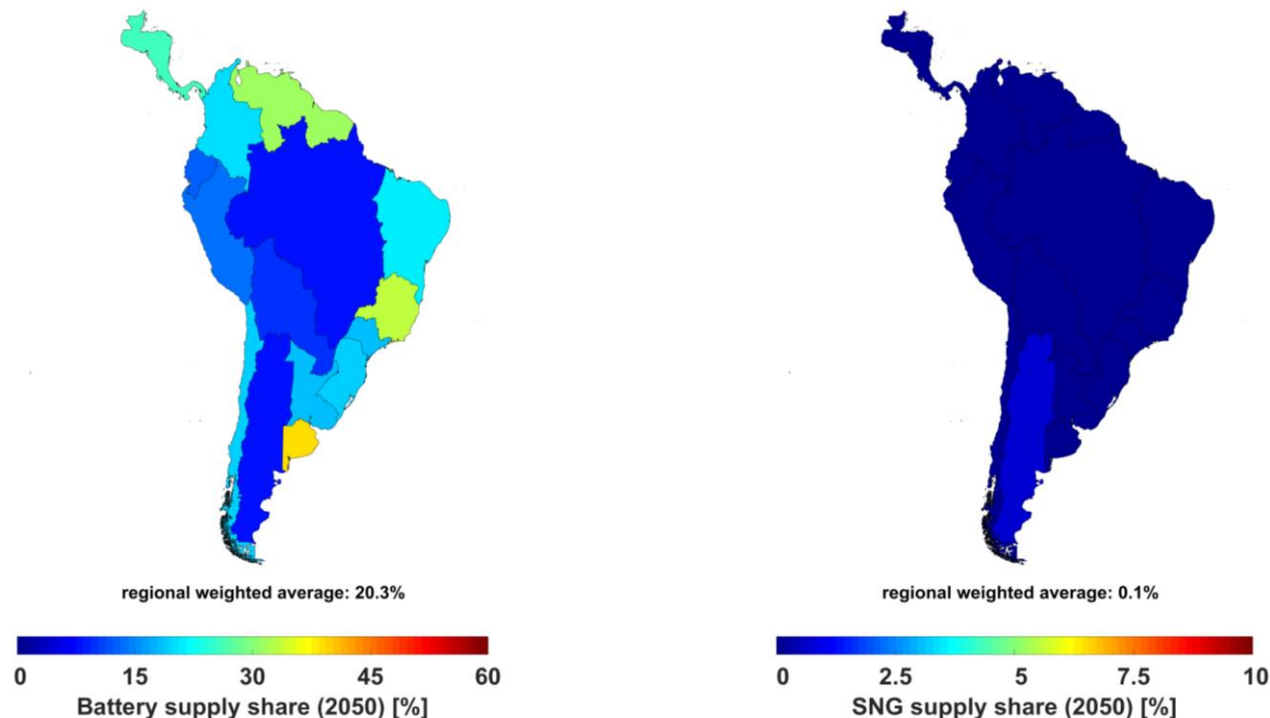 regional weighted average: 20.3%
0 15 30 45 60
Battery supply share (2050) [%]
regional weighted average: 0.1%
0 2.5 5 7.5 10
SNG supply share (2050) [%]